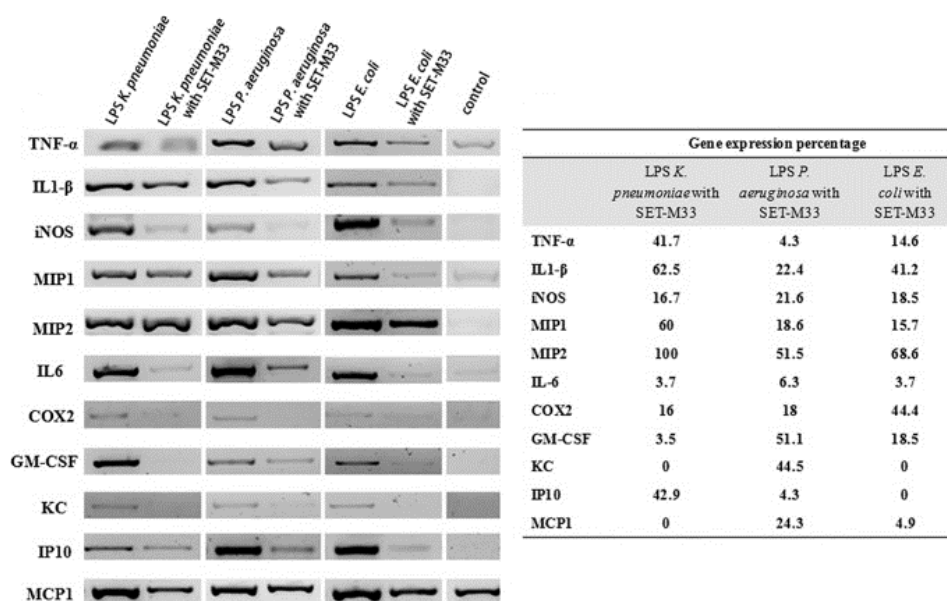 LPS K. pneumoniae
LPS K. pneumoniae
with SET-M33
LPS P. aeruginosa
LPS P. aeruginosa
with SET-M33
LPS E. coli
LPS E. coli
with SET-M33
control
TNF-α
IL1-β
iNOS
MIP1
MIP2
IL6
COX2
GM-CSF
KC
IP10
MCP1
Gene expression percentage
LPS K. pneumoniae with SET-M33 LPS P. aeruginosa with SET-M33 LPS E. coli with SET-M33
TNF-α 41.7 4.3 14.6
IL1-β 62.5 22.4 41.2
iNOS 16.7 21.6 18.5
MIP1 60 18.6 15.7
MIP2 100 51.5 68.6
IL-6 3.7 6.3 3.7
COX2 16 18 44.4
GM-CSF 3.5 51.1 18.5
KC 0 44.5 0
IP10 42.9 4.3 0
MCP1 0 24.3 4.9